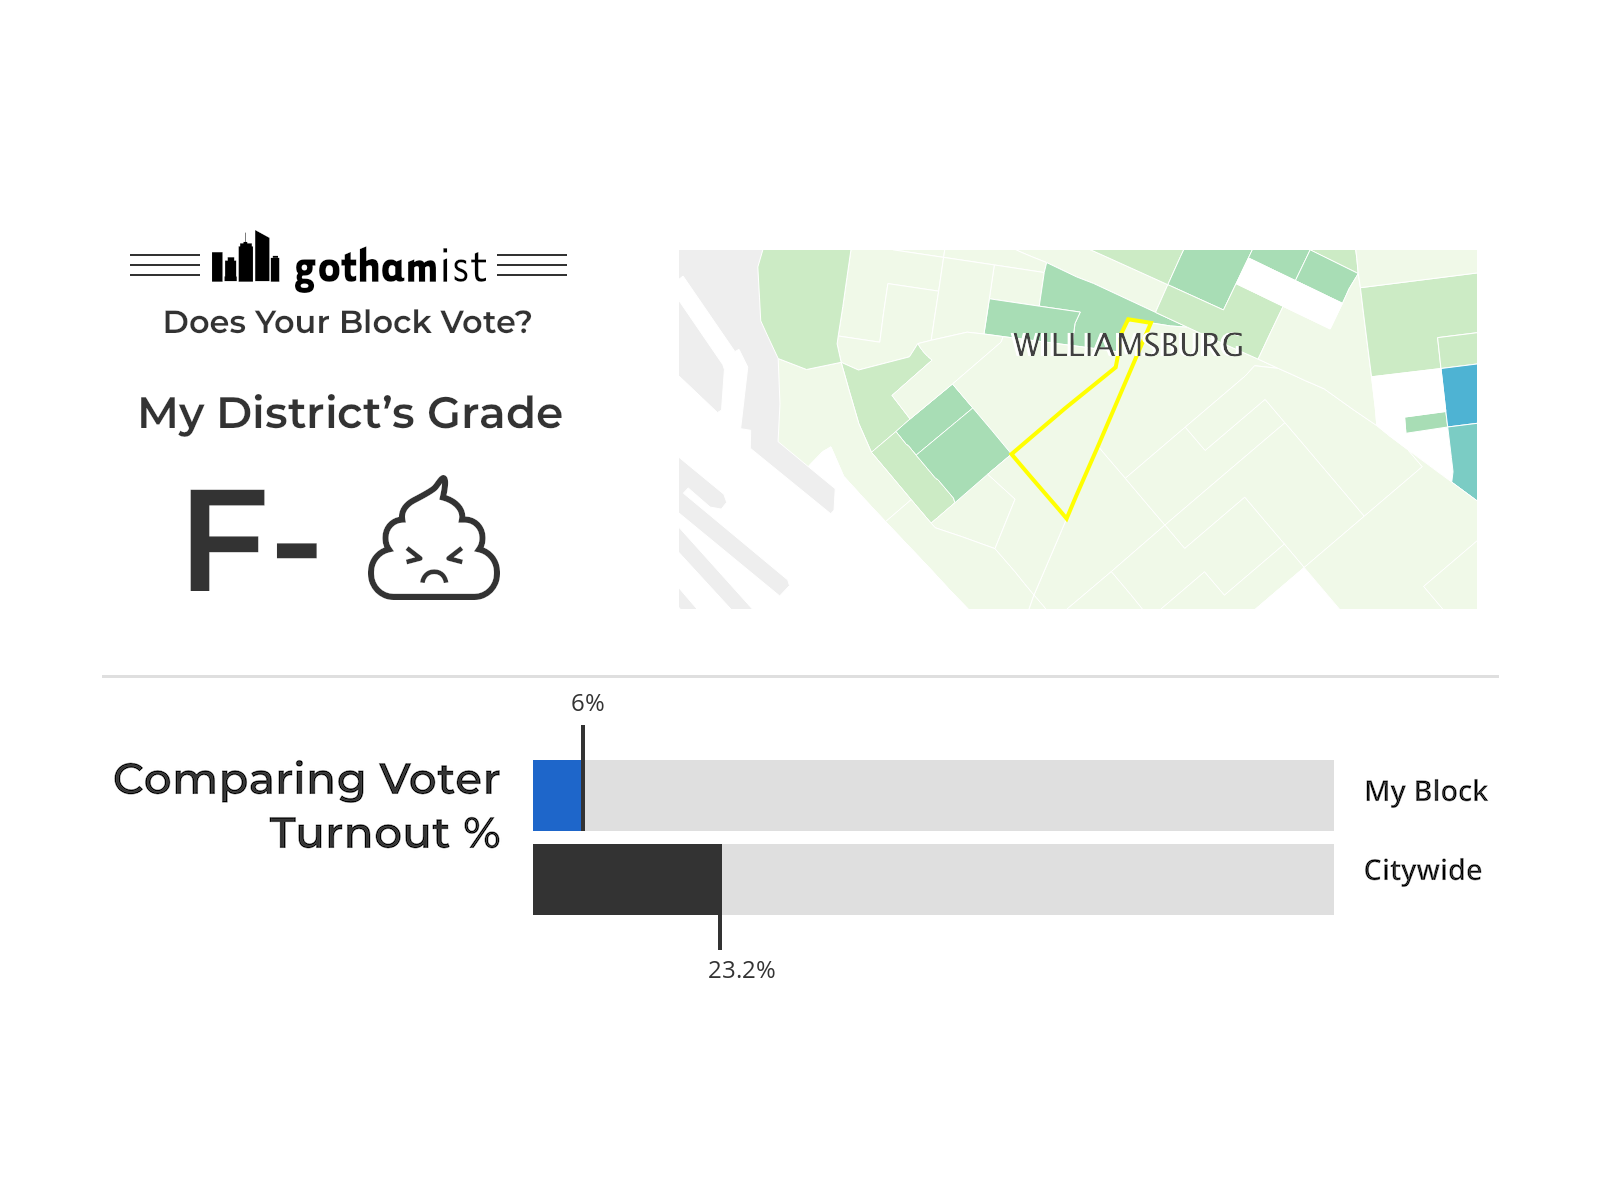 gothamist
Does Your Block Vote?
My District’s Grade
F-
WILLIAMSBURG
6%
Comparing Voter
Turnout %
My Block
Citywide
23.2%